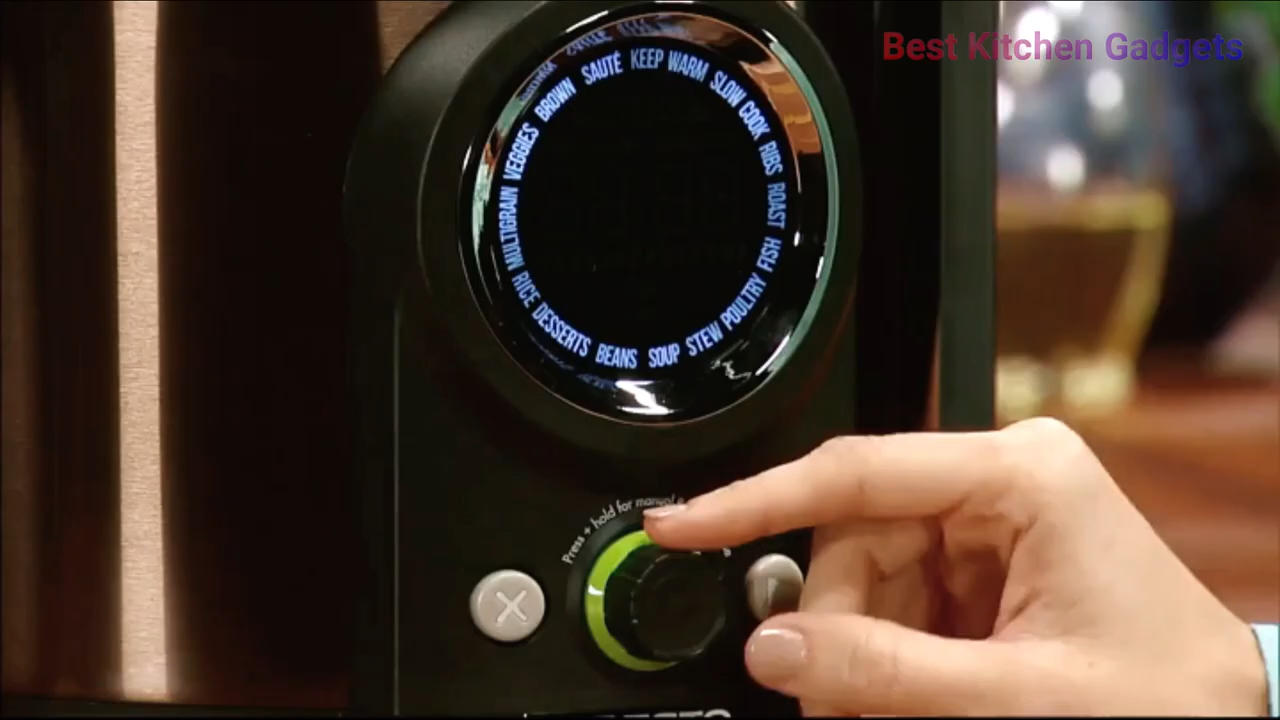 Best Kitchen Gadgets
KEEP WARM
SLOW COOK
RIBS
ROAST
FISH
POULTRY
STEW
SOUP
BEANS
DESSERTS
RICE
MULTIGRAIN
VEGGIES
BROWN
SAUTÉ
Press + hold for manual